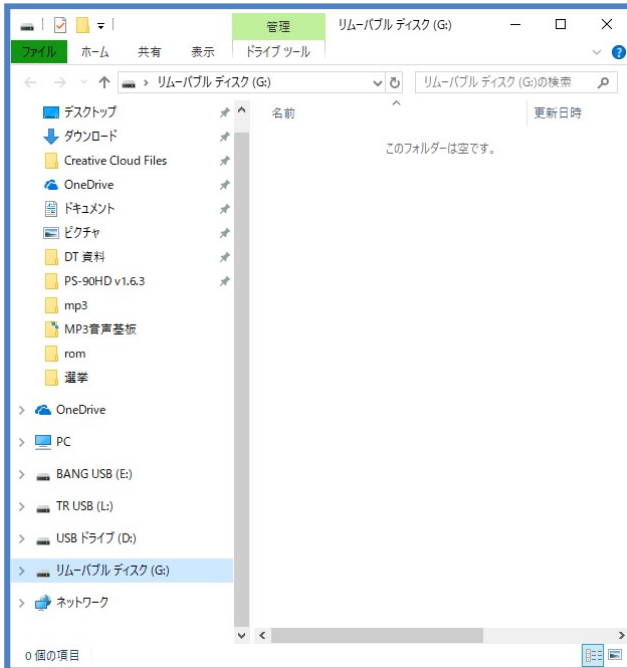 管理
リムーバブル ディスク (G:)
ファイル
ホーム
共有
表示
ドライブ ツール
リムーバブル ディスク (G:)
リムーバブル ディスク (G:)の検索
デスクトップ
ダウンロード
Creative Cloud Files
OneDrive
ドキュメント
ピクチャ
DT 資料
PS-90HD v1.6.3
mp3
MP3音声基板
rom
選挙
OneDrive
PC
BANG USB (E:)
TR USB (L:)
USB ドライブ (D:)
リムーバブル ディスク (G:)
ネットワーク
名前
更新日時
このフォルダーは空です。
0 個の項目